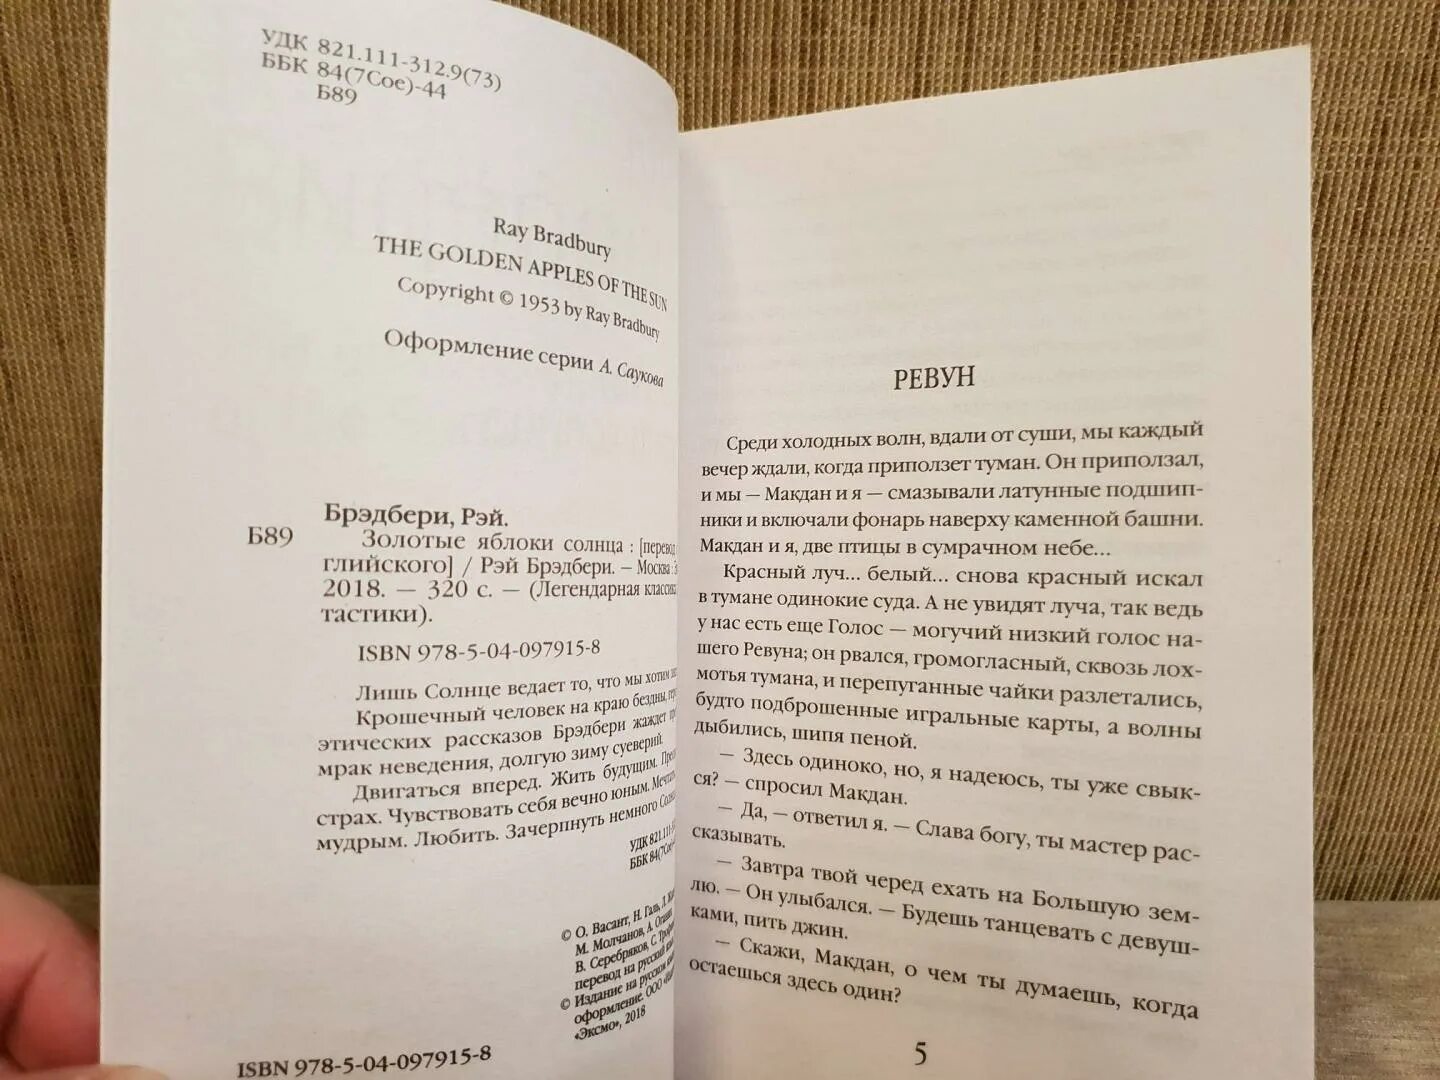 УДК 821.111-312.9(73)
ББК 84(7Сое)-44
Б89
Ray Bradbury
THE GOLDEN APPLES OF THE SUN
Copyright © 1953 by Ray Bradbury
Оформление серии А. Саукова
Брэдбери, Рэй.
Б89 Золотые яблоки солнца : [перевод
глийского] / Рэй Брэдбери. — Москва :
2018. — 320 с. — (Легендарная класси
тастики).
ISBN 978-5-04-097915-8
Лишь Солнце ведает то, что мы хотим
Крошечный человек на краю бездны,
этических рассказов Брэдбери жаждет
мрак неведения, долгую зиму суеверий.
Двигаться вперед. Жить будущим.
страх. Чувствовать себя вечно юным.
мудрым. Любить. Зачерпнуть немного
УДК 821.111-
ББК 84(7Сое)-
© О. Васант, Н. Галь, Л.
М. Молчанов, А.
В. Серебряков, С.
перевод на русский
© Издание на русском
оформление. ООО
«Эксмо», 2018
ISBN 978-5-04-097915-8
РЕВУН
Среди холодных волн, вдали от суши, мы каждый
вечер ждали, когда приползет туман. Он приползал,
и мы — Макдан и я — смазывали латунные подшип-
ники и включали фонарь наверху каменной башни.
Макдан и я, две птицы в сумрачном небе...
Красный луч... белый... снова красный искал
в тумане одинокие суда. А не увидят луча, так ведь
у нас есть еще Голос — могучий низкий голос на-
шего Ревуна; он рвался, громогласный, сквозь лох-
мотья тумана, и перепуганные чайки разлетались,
будто подброшенные игральные карты, а волны
дыбились, шипя пеной.
— Здесь одиноко, но, я надеюсь, ты уже свык-
ся? — спросил Макдан.
— Да, — ответил я. — Слава богу, ты мастер рас-
сказывать.
— Завтра твой черед ехать на Большую зем-
лю. — Он улыбался. — Будешь танцевать с девуш-
ками, пить джин.
— Скажи, Макдан, о чем ты думаешь, когда
остаешься здесь один?
5